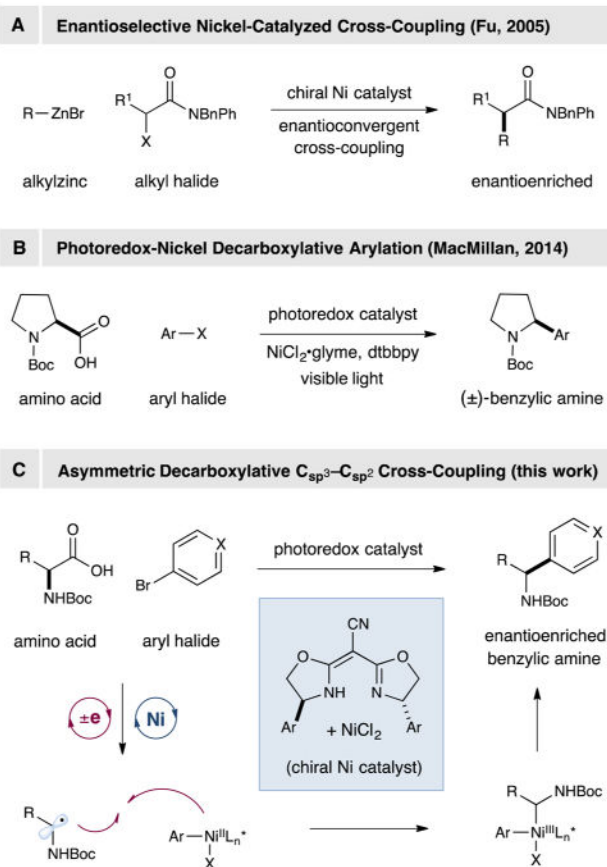 A Enantioselective Nickel-Catalyzed Cross-Coupling (Fu, 2005)
R—ZnBr
R¹
O
NBnPh
X
chiral Ni catalyst
enantioconvergent
cross-coupling
R¹
O
NBnPh
R
alkylzinc
alkyl halide
enantioenriched
B Photoredox-Nickel Decarboxylative Arylation (MacMillan, 2014)
N
Boc
O
OH
Ar—X
photoredox catalyst
NiCl₂•glyme, dtbbpy
visible light
N
Boc
Ar
amino acid
aryl halide
(±)-benzylic amine
C Asymmetric Decarboxylative Csp³–Csp² Cross-Coupling (this work)
R
O
OH
NHBoc
Br
X
photoredox catalyst
R
X
NHBoc
amino acid
aryl halide
enantioenriched
benzylic amine
CN
O
O
NH
N
Ar
Ar
+ NiCl₂
(chiral Ni catalyst)
±e
Ni
R
NHBoc
Ar—NiᴵᴵLₙ*
X
R
NHBoc
Ar—NiᴵᴵᴵLₙ*
X